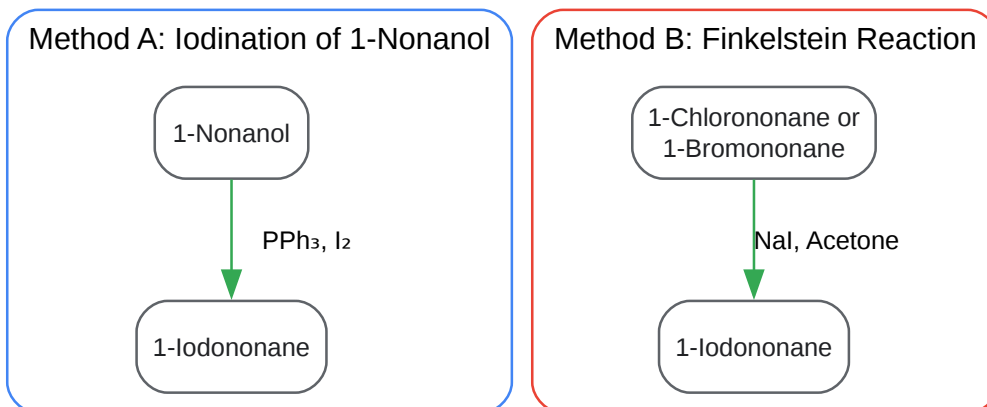 Method A: Iodination of 1-Nonanol
1-Nonanol
PPh₃, I₂
1-Iodononane
Method B: Finkelstein Reaction
1-Chlorononane or
1-Bromononane
NaI, Acetone
1-Iodononane